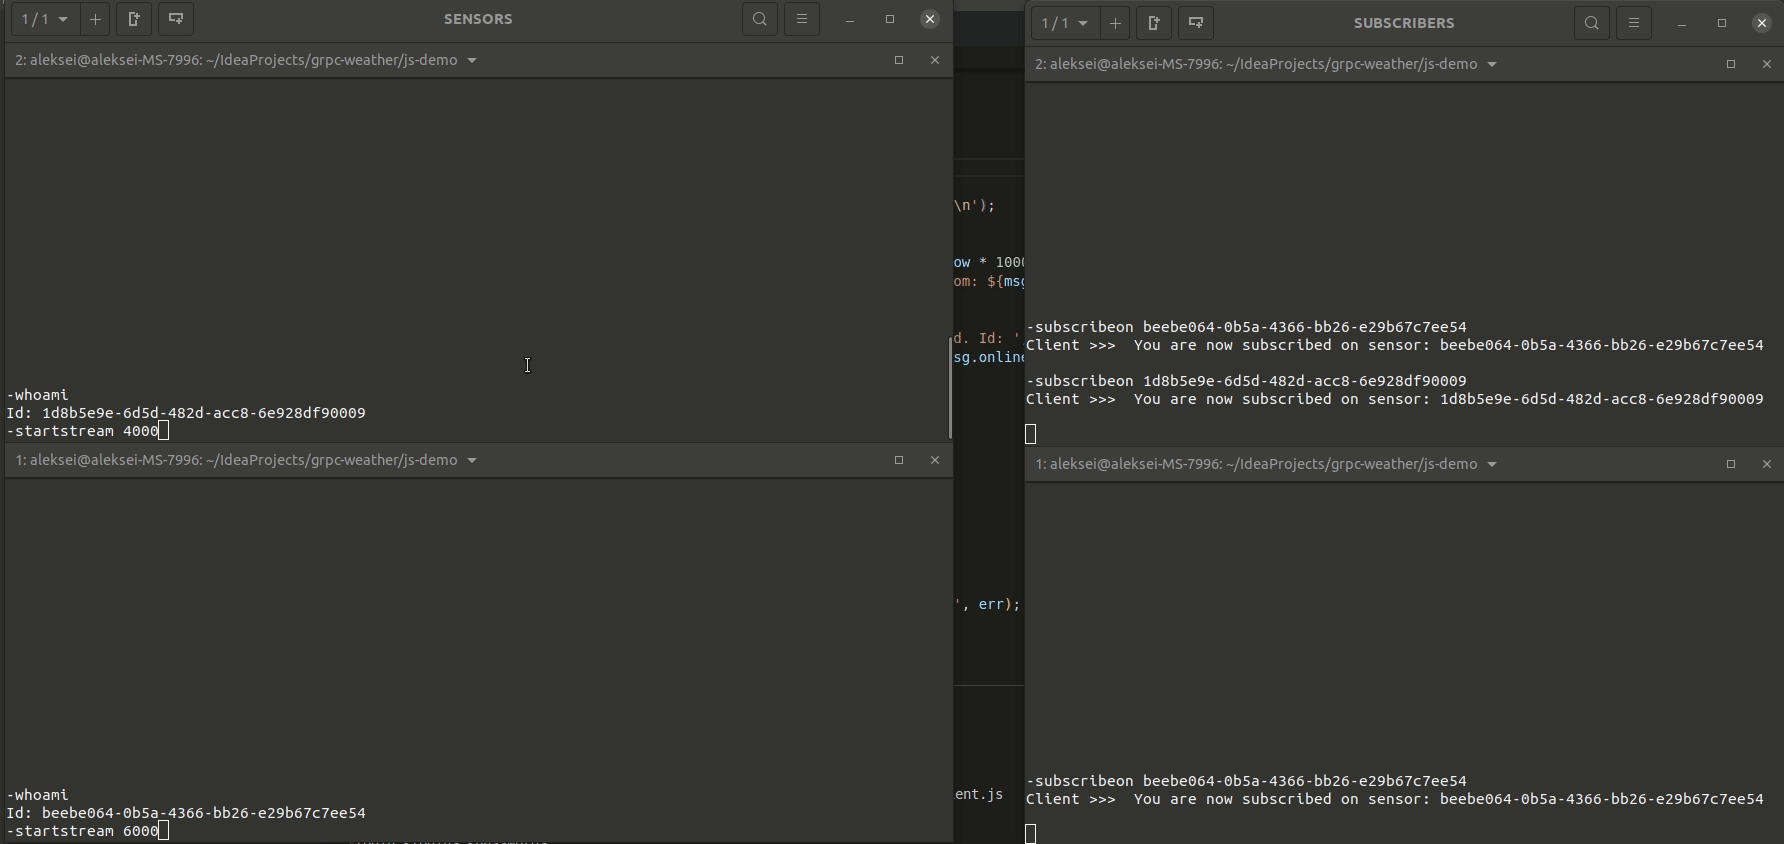 1 / 1
SENSORS
2: aleksei@aleksei-MS-7996: ~/IdeaProjects/grpc-weather/js-demo
-whoami
Id: 1d8b5e9e-6d5d-482d-acc8-6e928df90009
-startstream 4000
1: aleksei@aleksei-MS-7996: ~/IdeaProjects/grpc-weather/js-demo
-whoami
Id: beebe064-0b5a-4366-bb26-e29b67c7ee54
-startstream 6000
\n');
ow * 1000
om: ${msg
d. Id: '
sg.online
', err);
ent.js
1 / 1
SUBSCRIBERS
2: aleksei@aleksei-MS-7996: ~/IdeaProjects/grpc-weather/js-demo
-subscribeon beebe064-0b5a-4366-bb26-e29b67c7ee54
Client >>>  You are now subscribed on sensor: beebe064-0b5a-4366-bb26-e29b67c7ee54
-subscribeon 1d8b5e9e-6d5d-482d-acc8-6e928df90009
Client >>>  You are now subscribed on sensor: 1d8b5e9e-6d5d-482d-acc8-6e928df90009
1: aleksei@aleksei-MS-7996: ~/IdeaProjects/grpc-weather/js-demo
-subscribeon beebe064-0b5a-4366-bb26-e29b67c7ee54
Client >>>  You are now subscribed on sensor: beebe064-0b5a-4366-bb26-e29b67c7ee54